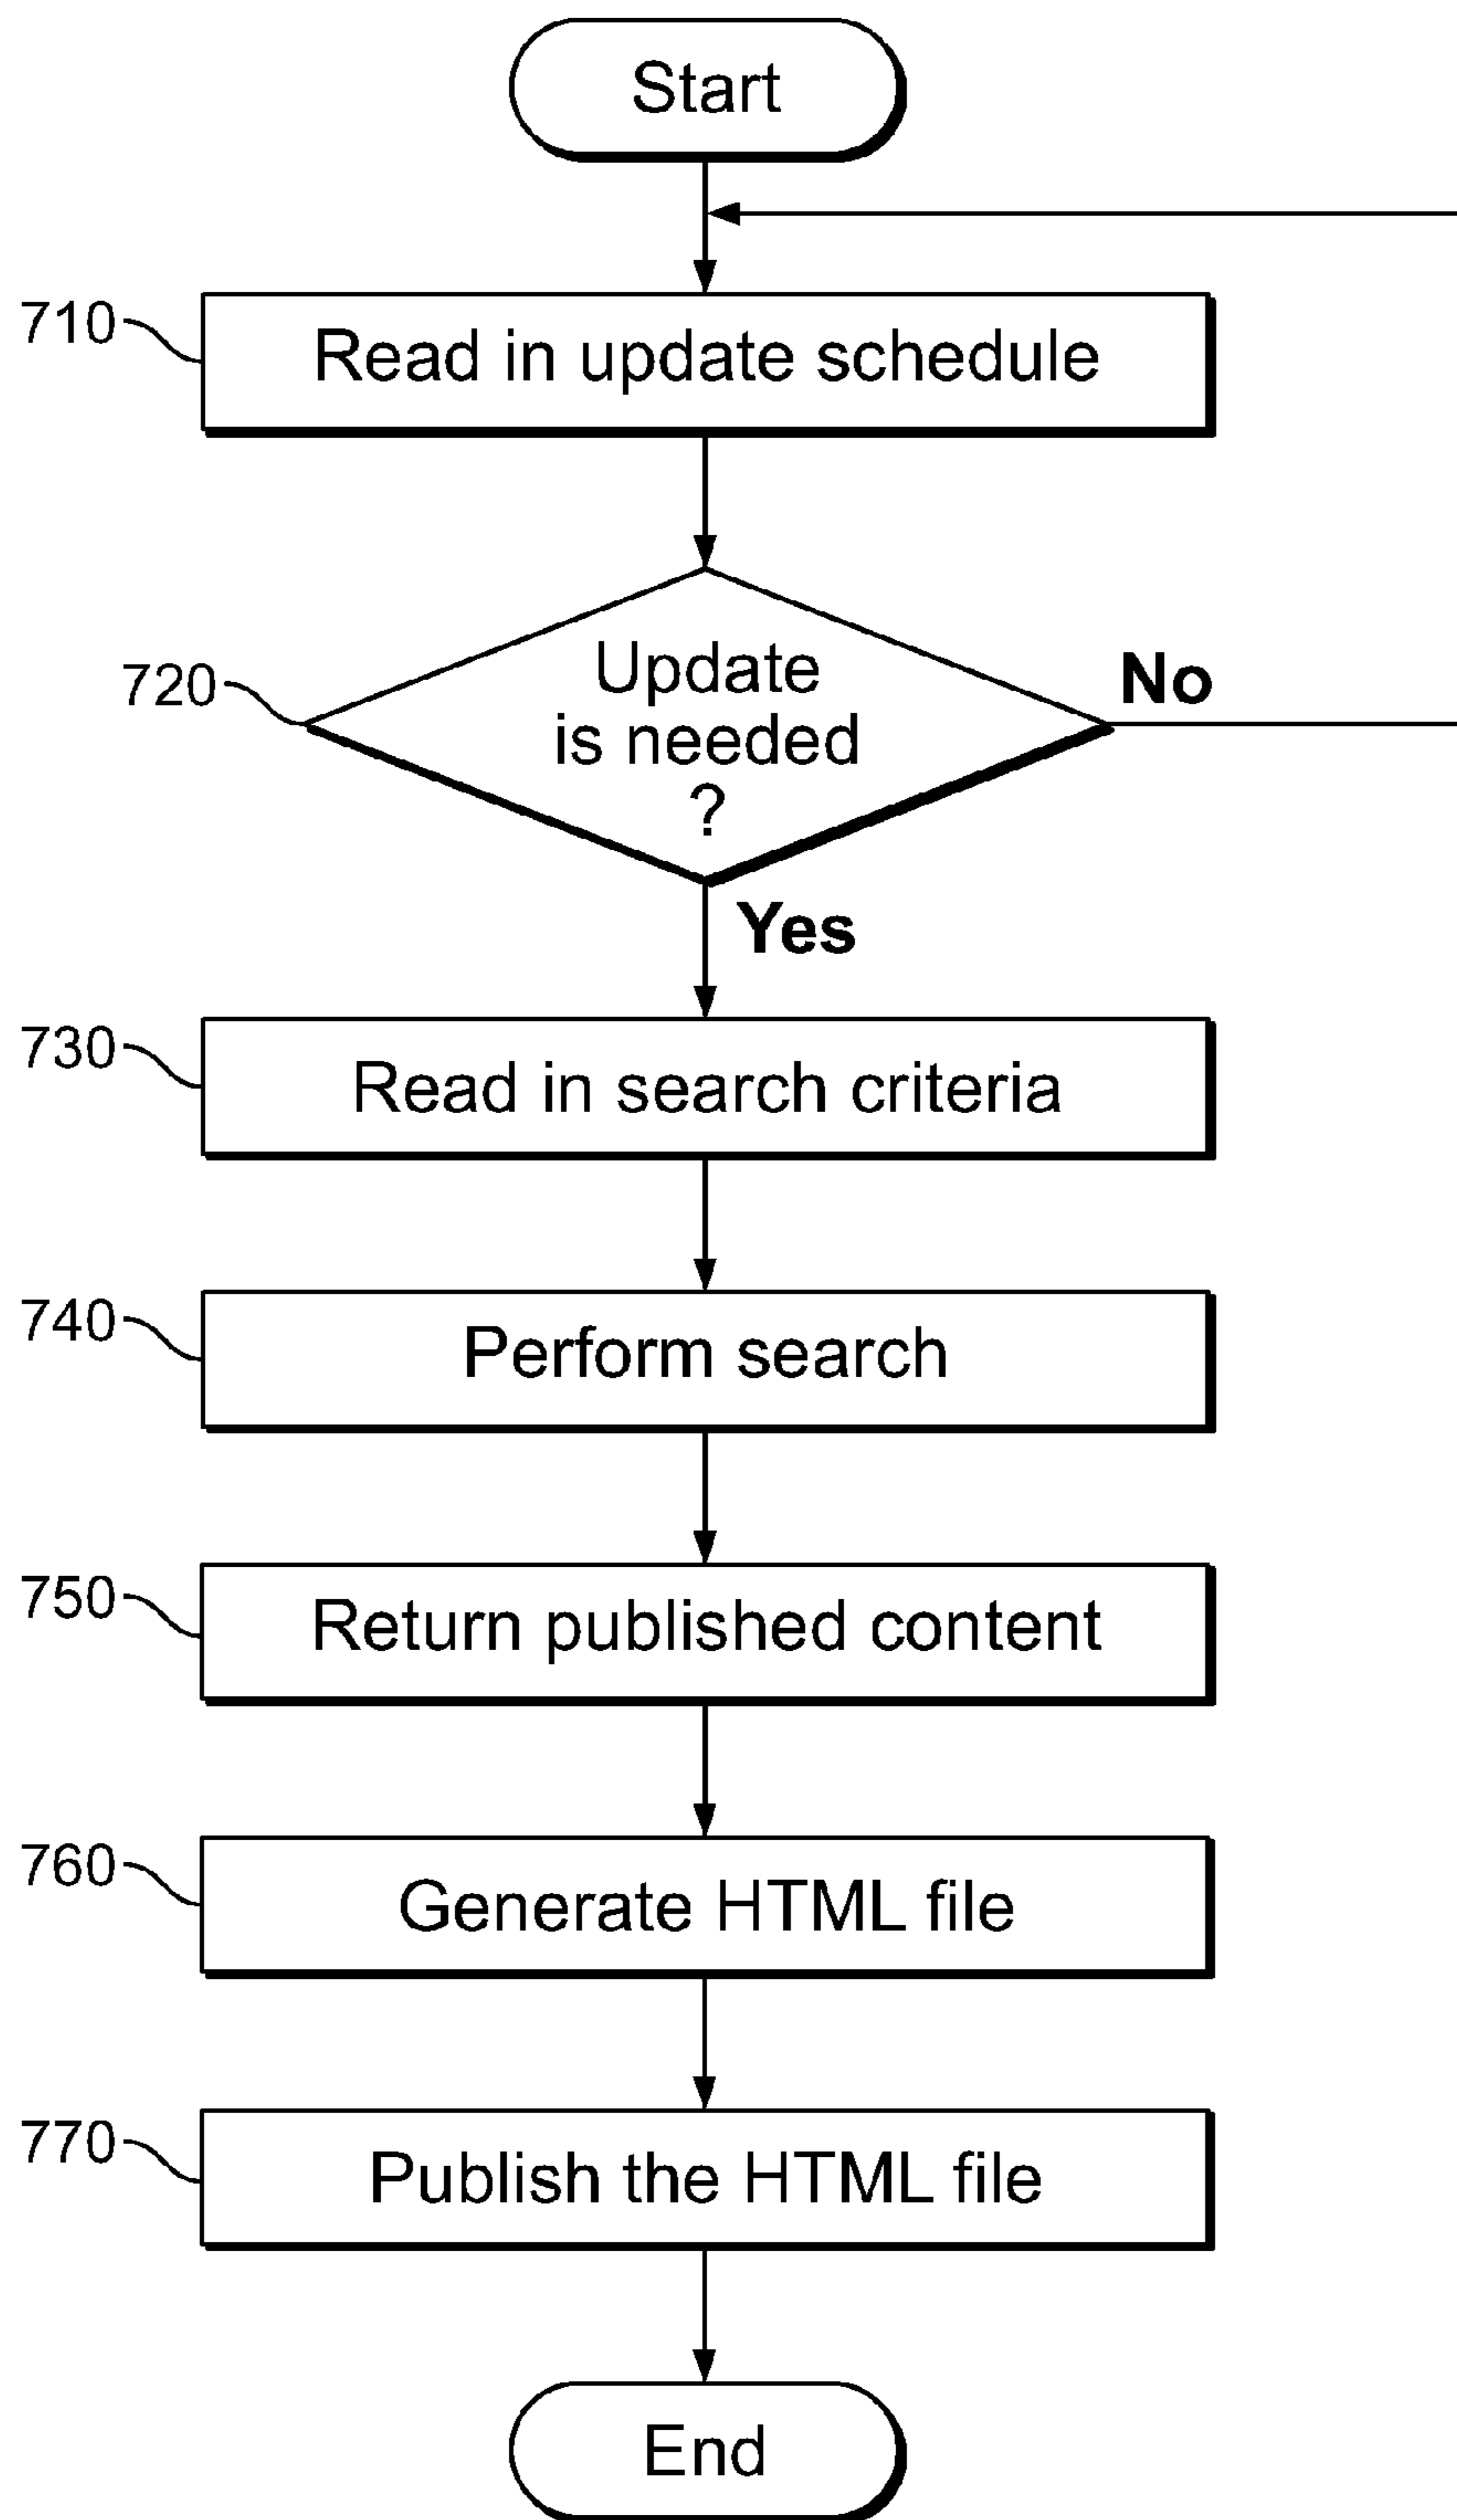 Start
710
Read in update schedule
720
Update
is needed
?
No
Yes
730
Read in search criteria
740
Perform search
750
Return published content
760
Generate HTML file
770
Publish the HTML file
End